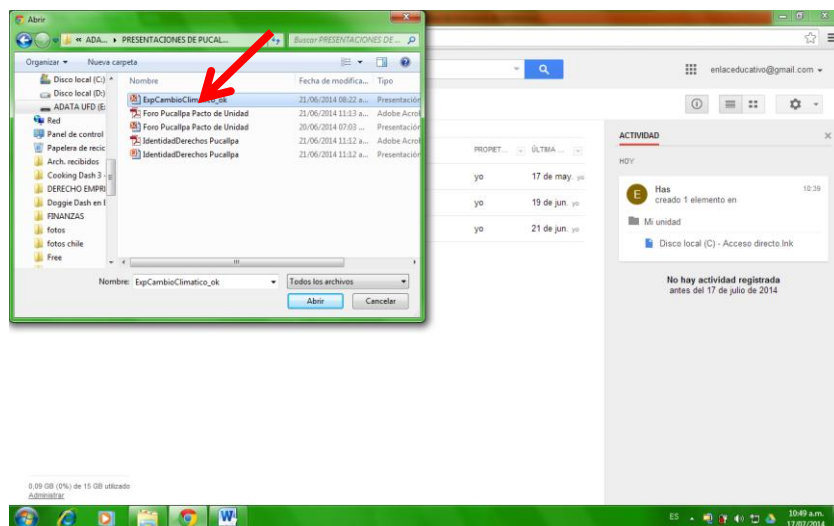 Abrir
« ADA... ▸ PRESENTACIONES DE PUCAL...
Buscar PRESENTACIONES DE ...
Organizar
Nueva carpeta
Disco local (C:)
Disco local (D:)
ADATA UFD (E:
Red
Panel de control
Papelera de recic
Arch. recibidos
Cooking Dash 3 -
DERECHO EMPRI
Doggie Dash en l
FINANZAS
fotos
fotos chile
Free
Nombre
Fecha de modifica...
Tipo
ExpCambioClimatico_ok
21/06/2014 08:22 a...
Presentación
Foro Pucallpa Pacto de Unidad
21/06/2014 11:13 a...
Adobe Acrol
Foro Pucallpa Pacto de Unidad
20/06/2014 07:03 ...
Presentación
IdentidadDerechos Pucallpa
21/06/2014 11:12 a...
Adobe Acrol
IdentidadDerechos Pucallpa
21/06/2014 11:12 a...
Presentación
Nombre:
ExpCambioClimatico_ok
Todos los archivos
Abrir
Cancelar
enlaceducativo@gmail.com
PROPIET...
ÚLTIMA ...
yo
17 de may. yo
yo
19 de jun. yo
yo
21 de jun. yo
ACTIVIDAD
HOY
E
Has
10:39
creado 1 elemento en
Mi unidad
Disco local (C) - Acceso directo.lnk
No hay actividad registrada
antes del 17 de julio de 2014
0,09 GB (0%) de 15 GB utilizado
Administrar
ES
10:49 a.m.
17/07/2014